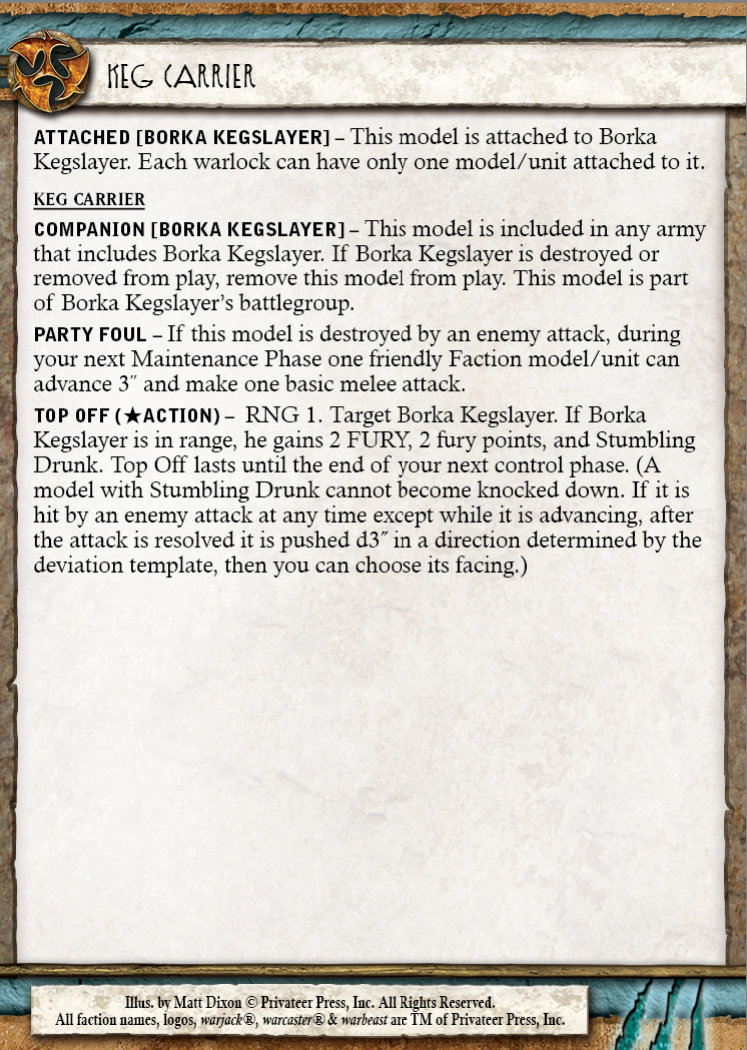 KEG CARRIER
ATTACHED [BORKA KEGSLAYER] – This model is attached to Borka
Kegslayer. Each warlock can have only one model/unit attached to it.
KEG CARRIER
COMPANION [BORKA KEGSLAYER] – This model is included in any army
that includes Borka Kegslayer. If Borka Kegslayer is destroyed or
removed from play, remove this model from play. This model is part
of Borka Kegslayer's battlegroup.
PARTY FOUL – If this model is destroyed by an enemy attack, during
your next Maintenance Phase one friendly Faction model/unit can
advance 3˝ and make one basic melee attack.
TOP OFF (★ACTION) – RNG 1. Target Borka Kegslayer. If Borka
Kegslayer is in range, he gains 2 FURY, 2 fury points, and Stumbling
Drunk. Top Off lasts until the end of your next control phase. (A
model with Stumbling Drunk cannot become knocked down. If it is
hit by an enemy attack at any time except while it is advancing, after
the attack is resolved it is pushed d3˝ in a direction determined by the
deviation template, then you can choose its facing.)
Illus. by Matt Dixon © Privateer Press, Inc. All Rights Reserved.
All faction names, logos, warjack®, warcaster® & warbeast are TM of Privateer Press, Inc.